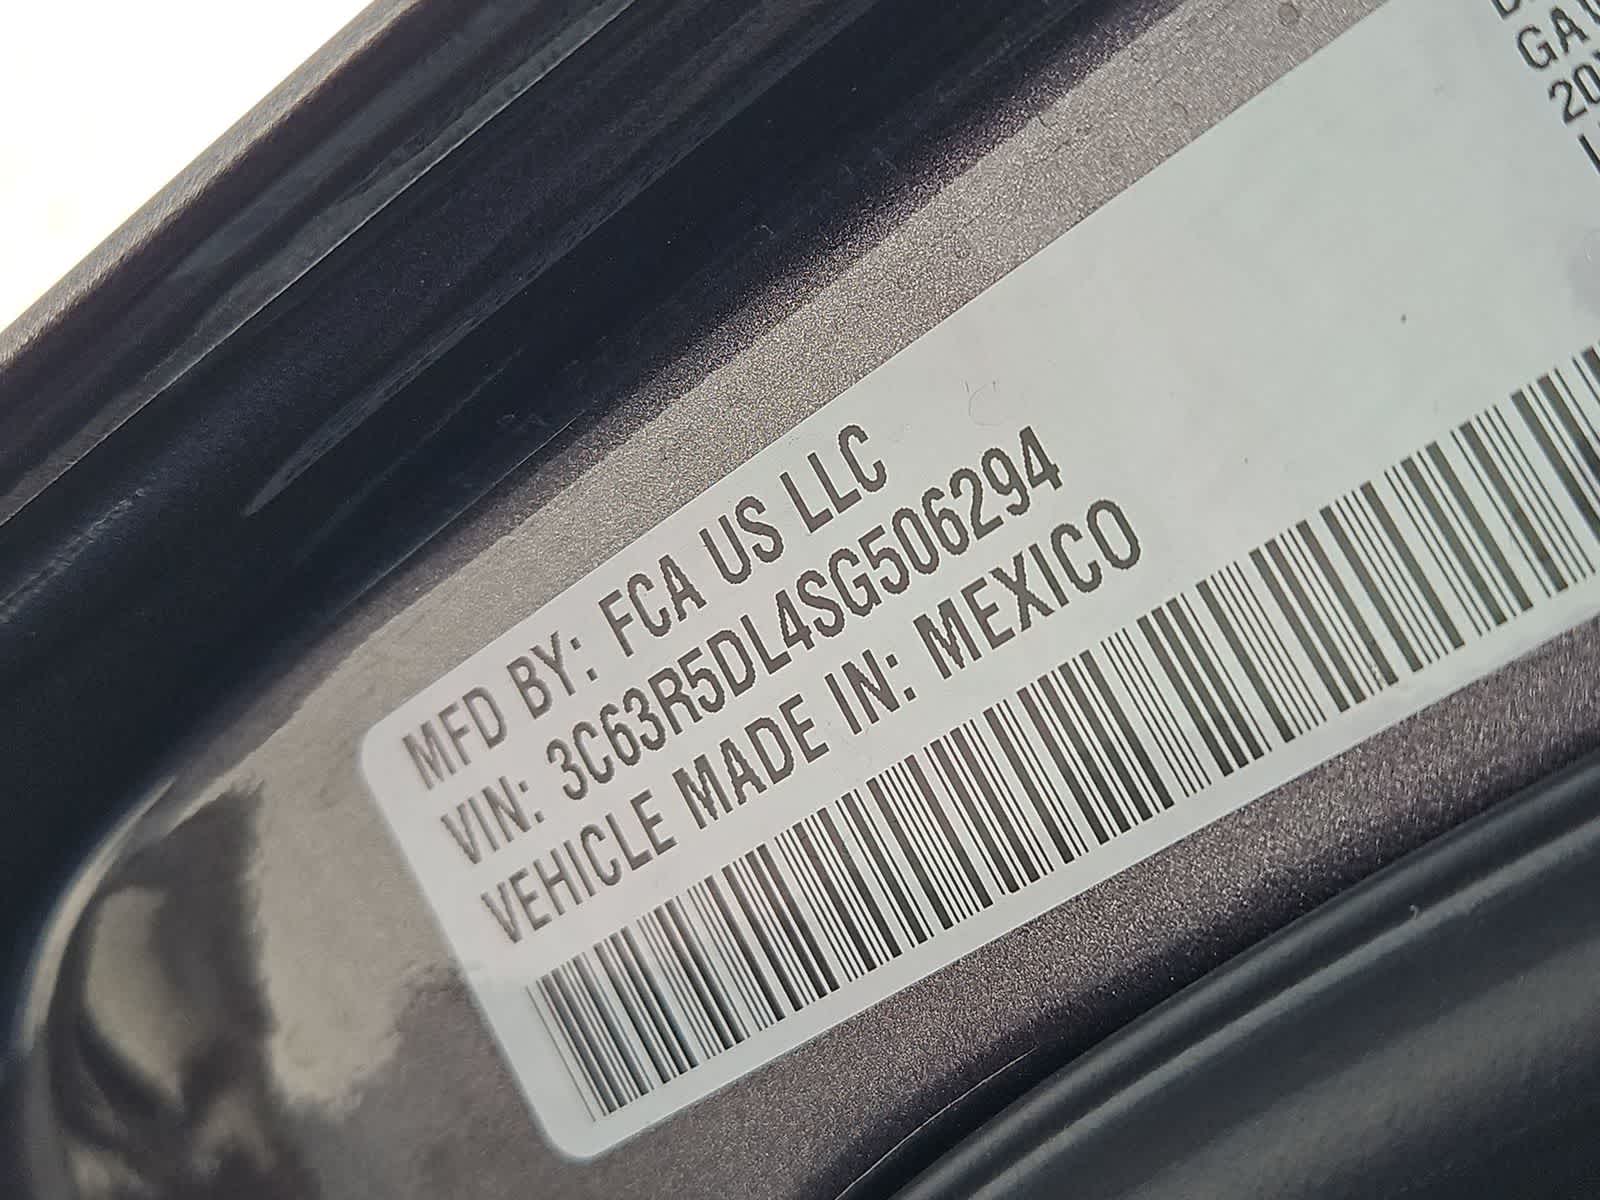 MFD BY: FCA US LLC
VIN: 3C63R5DL4SG506294
VEHICLE MADE IN: MEXICO